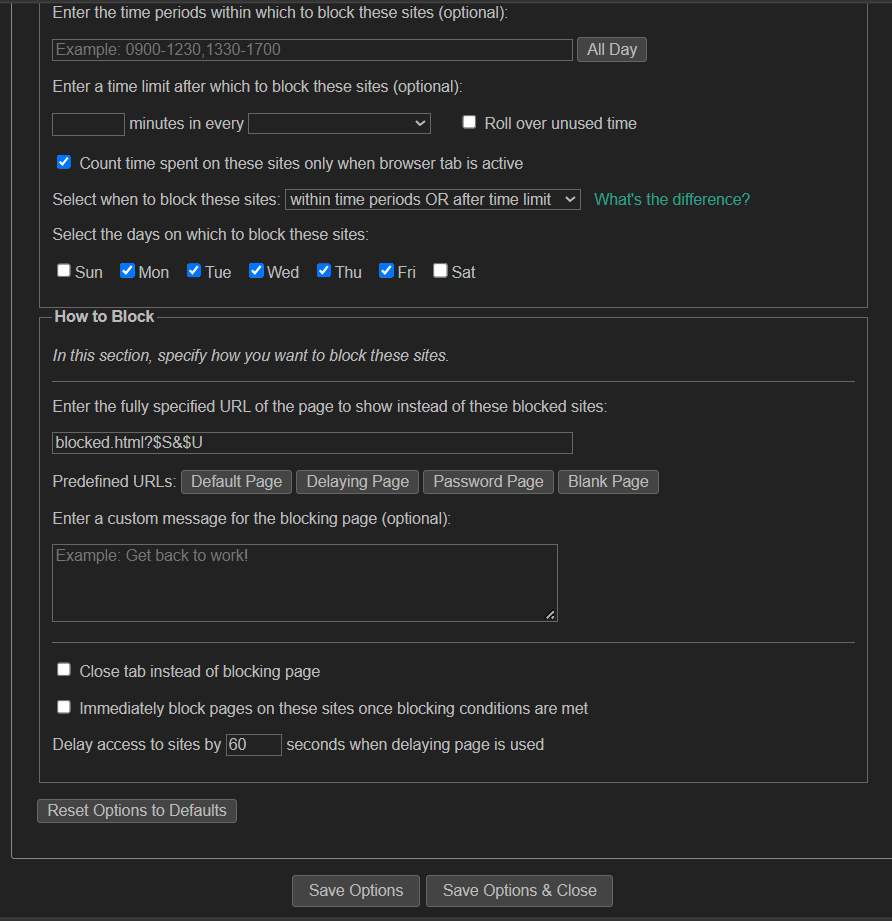 Enter the time periods within which to block these sites (optional):
Example: 0900-1230,1330-1700 All Day
Enter a time limit after which to block these sites (optional):
minutes in every Roll over unused time
Count time spent on these sites only when browser tab is active
Select when to block these sites: within time periods OR after time limit What's the difference?
Select the days on which to block these sites:
Sun Mon Tue Wed Thu Fri Sat
How to Block
In this section, specify how you want to block these sites.
Enter the fully specified URL of the page to show instead of these blocked sites:
blocked.html?$S&$U
Predefined URLs: Default Page Delaying Page Password Page Blank Page
Enter a custom message for the blocking page (optional):
Example: Get back to work!
Close tab instead of blocking page
Immediately block pages on these sites once blocking conditions are met
Delay access to sites by 60 seconds when delaying page is used
Reset Options to Defaults
Save Options Save Options & Close